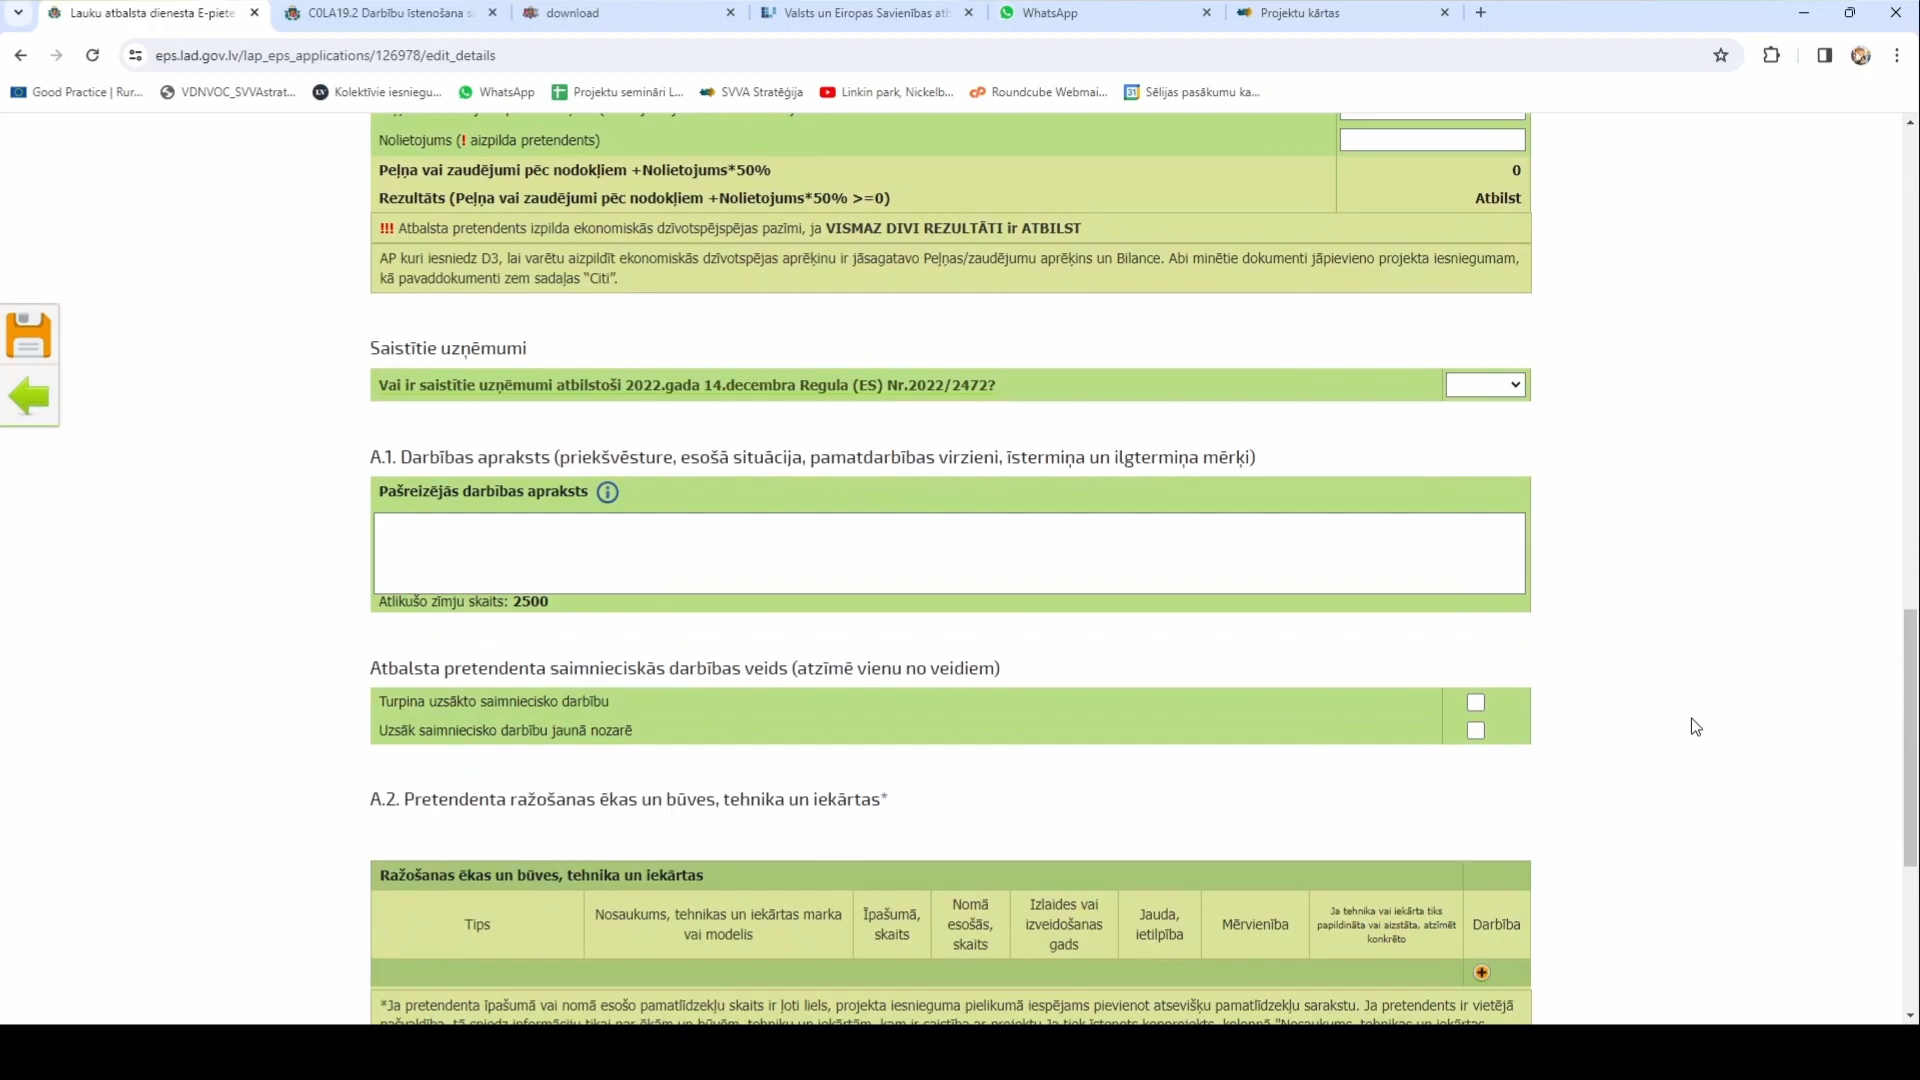 Lauku atbalsta dienesta E-piete
C0LA19.2 Darbību īstenošana s
download
Valsts un Eiropas Savienības atb
WhatsApp
Projektu kārtas
eps.lad.gov.lv/lap_eps_applications/126978/edit_details
Good Practice | Rur...
VDNVOC_SVVAstrat...
Kolektīvie iesniegu...
WhatsApp
Projektu semināri L...
SVVA Stratēģija
Linkin park, Nickelb...
Roundcube Webmai...
Sēlijas pasākumu ka...
Nolietojums (! aizpilda pretendents)
Peļņa vai zaudējumi pēc nodokļiem +Nolietojums*50%
0
Rezultāts (Peļņa vai zaudējumi pēc nodokļiem +Nolietojums*50% >=0)
Atbilst
!!! Atbalsta pretendents izpilda ekonomiskās dzīvotspējspējas pazīmi, ja VISMAZ DIVI REZULTĀTI ir ATBILST
AP kuri iesniedz D3, lai varētu aizpildīt ekonomiskās dzīvotspējas aprēķinu ir jāsagatavo Peļņas/zaudējumu aprēķins un Bilance. Abi minētie dokumenti jāpievieno projekta iesniegumam,
kā pavaddokumenti zem sadaļas “Citi”.
Saistītie uzņēmumi
Vai ir saistītie uzņēmumi atbilstoši 2022.gada 14.decembra Regula (ES) Nr.2022/2472?
A.1. Darbības apraksts (priekšvēsture, esošā situācija, pamatdarbības virzieni, īstermiņa un ilgtermiņa mērķi)
Pašreizējās darbības apraksts
Atlikušo zīmju skaits: 2500
Atbalsta pretendenta saimnieciskās darbības veids (atzīmē vienu no veidiem)
Turpina uzsākto saimniecisko darbību
Uzsāk saimniecisko darbību jaunā nozarē
A.2. Pretendenta ražošanas ēkas un būves, tehnika un iekārtas*
Ražošanas ēkas un būves, tehnika un iekārtas
Tips
Nosaukums, tehnikas un iekārtas marka
vai modelis
Īpašumā,
skaits
Nomā
esošās,
skaits
Izlaides vai
izveidošanas
gads
Jauda,
ietilpība
Mērvienība
Ja tehnika vai iekārta tiks
papildināta vai aizstāta, atzīmēt
konkrēto
Darbība
*Ja pretendenta īpašumā vai nomā esošo pamatlīdzekļu skaits ir ļoti liels, projekta iesnieguma pielikumā iespējams pievienot atsevišķu pamatlīdzekļu sarakstu. Ja pretendents ir vietējā